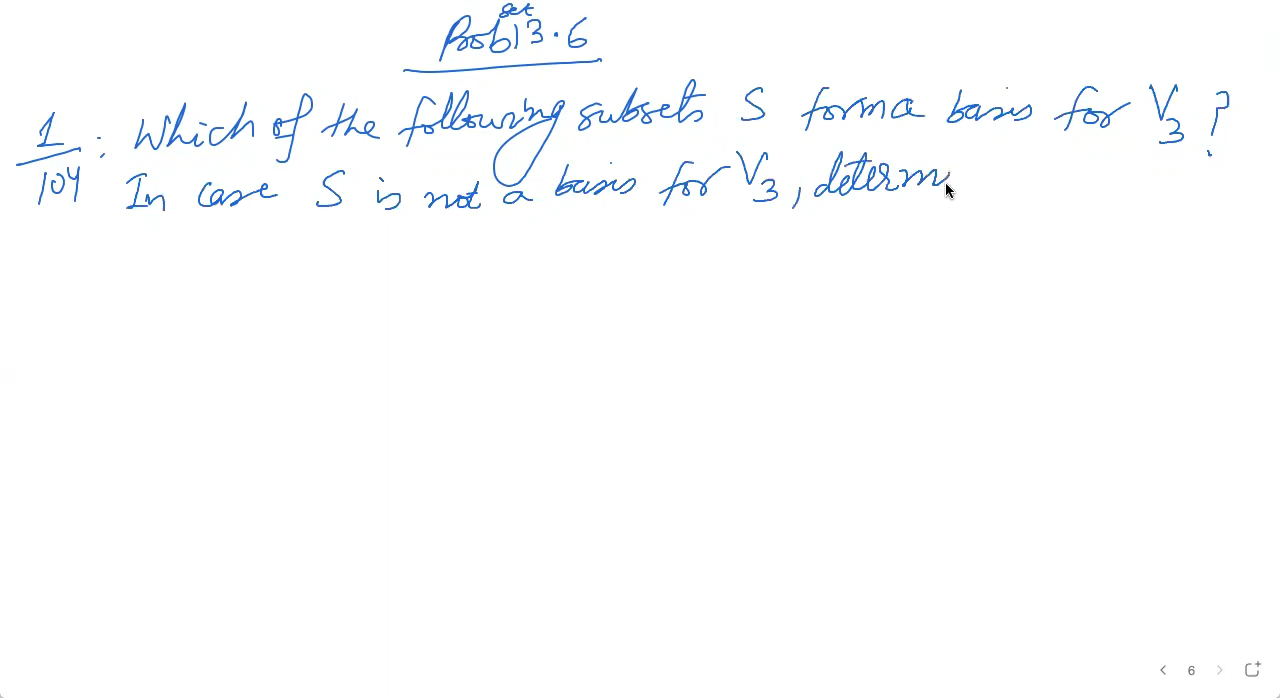 Prob set 3.6
1/104 : Which of the following subsets S form a basis for V3 ?
In case S is not a basis for V3, determ
6